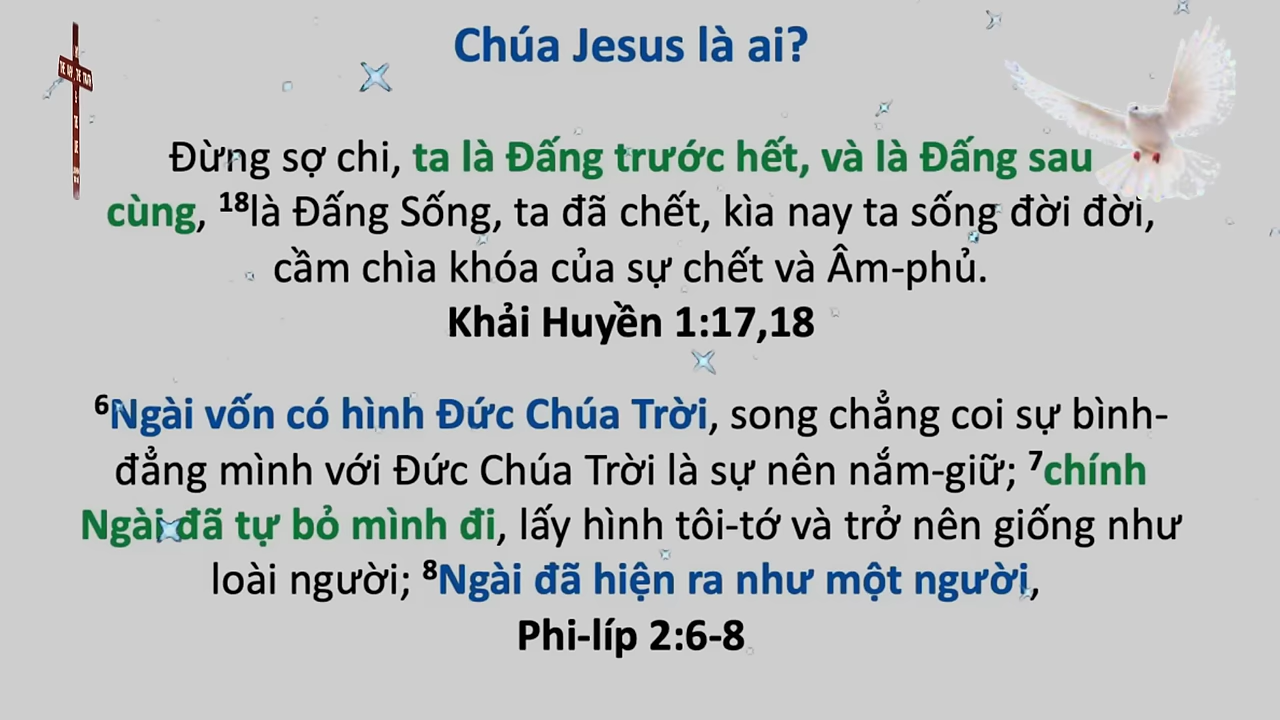 Chúa Jesus là ai?
Đừng sợ chi, ta là Đấng trước hết, và là Đấng sau
cùng, 18là Đấng Sống, ta đã chết, kìa nay ta sống đời đời,
cầm chìa khóa của sự chết và Âm-phủ.
Khải Huyền 1:17,18
6Ngài vốn có hình Đức Chúa Trời, song chẳng coi sự bình-
đẳng mình với Đức Chúa Trời là sự nên nắm-giữ; 7chính
Ngài đã tự bỏ mình đi, lấy hình tôi-tớ và trở nên giống như
loài người; 8Ngài đã hiện ra như một người,
Phi-líp 2:6-8